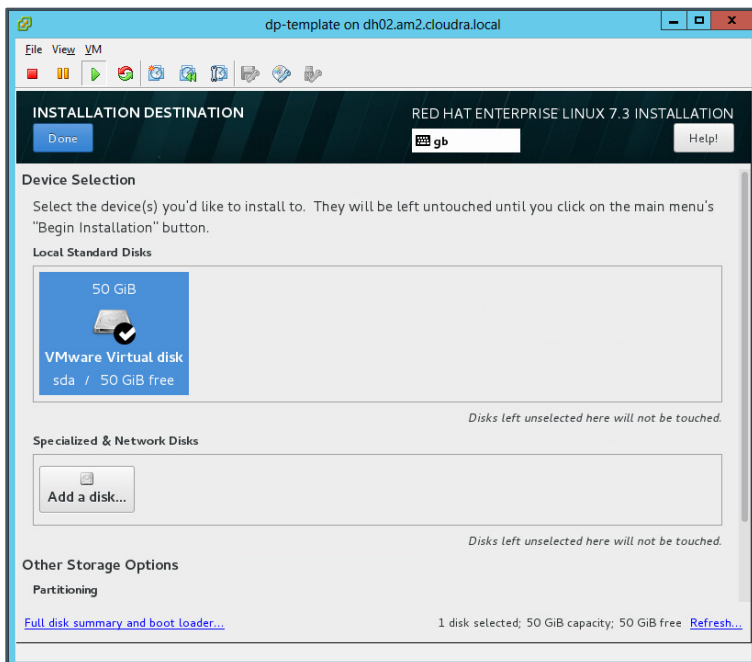 dp-template on dh02.am2.cloudra.local
File View VM
INSTALLATION DESTINATION
Done
RED HAT ENTERPRISE LINUX 7.3 INSTALLATION
gb
Help!
Device Selection
Select the device(s) you'd like to install to. They will be left untouched until you click on the main menu's
"Begin Installation" button.
Local Standard Disks
50 GiB
VMware Virtual disk
sda / 50 GiB free
Disks left unselected here will not be touched.
Specialized & Network Disks
Add a disk...
Disks left unselected here will not be touched.
Other Storage Options
Partitioning
Full disk summary and boot loader...
1 disk selected; 50 GiB capacity; 50 GiB free Refresh...